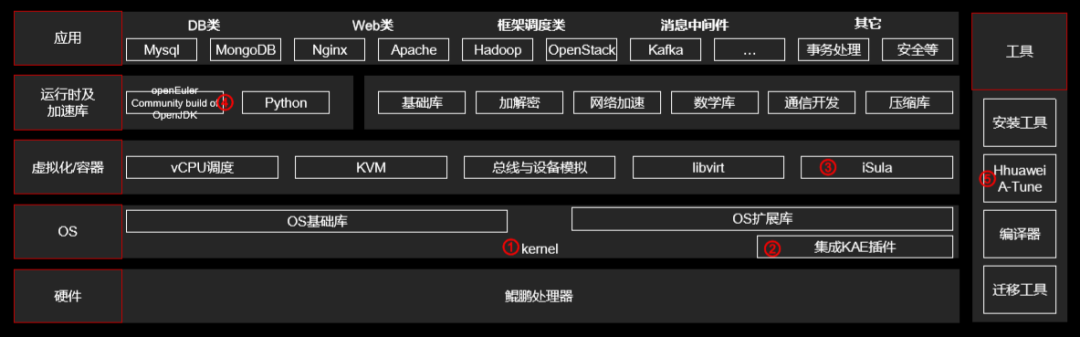 应用
DB类
Web类
框架调度类
消息中间件
其它
Mysql
MongoDB
Nginx
Apache
Hadoop
OpenStack
Kafka
...
事务处理
安全等
运行时及
加速库
openEuler
Community build of
OpenJDK
④
Python
基础库
加解密
网络加速
数学库
通信开发
压缩库
虚拟化/容器
vCPU调度
KVM
总线与设备模拟
libvirt
③ iSula
OS
OS基础库
OS扩展库
① kernel
② 集成KAE插件
硬件
鲲鹏处理器
工具
安装工具
⑤ Hhuawei
A-Tune
编译器
迁移工具